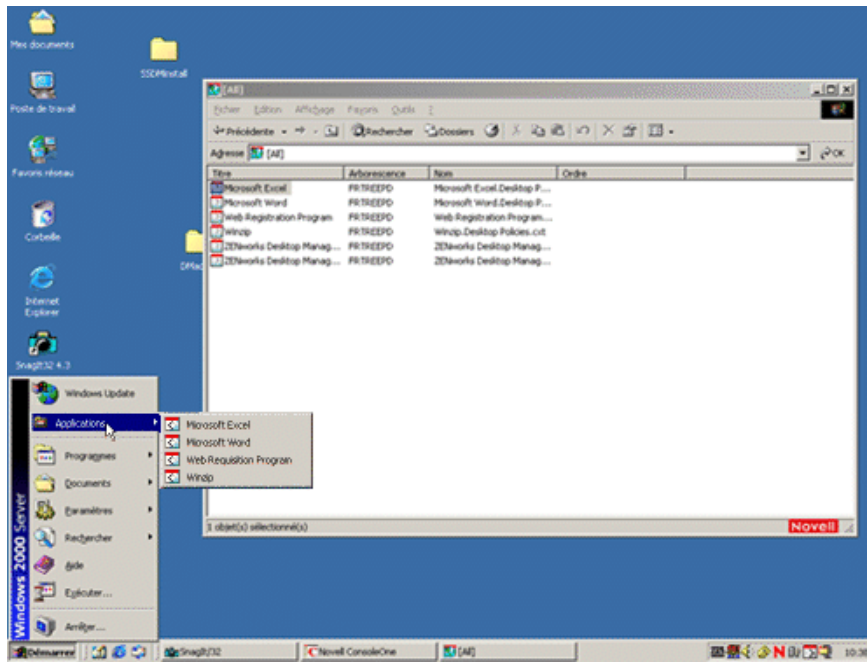 Mes documents
SSDMinstall
Poste de travail
Favoris réseau
Corbeille
Internet
Explorer
SnagIt32 4.3
[All]
Fichier Edition Affichage Favoris Outils ?
Précédente
Rechercher
Dossiers
Adresse
[All]
OK
Titre Arborescence Nom Ordre
Microsoft Excel FRTREEPD Microsoft Excel.Desktop P...
Microsoft Word FRTREEPD Microsoft Word.Desktop P...
Web Registration Program FRTREEPD Web Registration Program....
Winzip FRTREEPD Winzip.Desktop Policies.cxt
ZENworks Desktop Manag... FRTREEPD ZENworks Desktop Manag...
ZENworks Desktop Manag... FRTREEPD ZENworks Desktop Manag...
1 objet(s) sélectionné(s)
Novell
Windows Update
Applications
Programmes
Documents
Paramètres
Rechercher
Aide
Exécuter...
Arrêter...
Windows 2000 Server
Microsoft Excel
Microsoft Word
Web Requisition Program
Winzip
Démarrer
SnagIt/32
Novell ConsoleOne
[All]